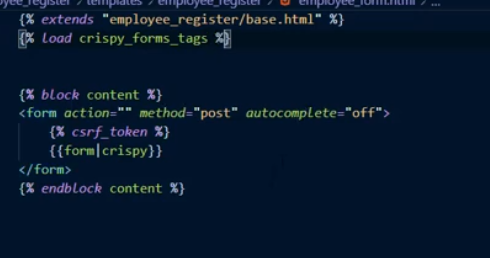 employee_register > templates > employee_register > employee_form.html > ...
{% extends "employee_register/base.html" %}
{% load crispy_forms_tags %}
{% block content %}
<form action="" method="post" autocomplete="off">
{% csrf_token %}
{{form|crispy}}
</form>
{% endblock content %}